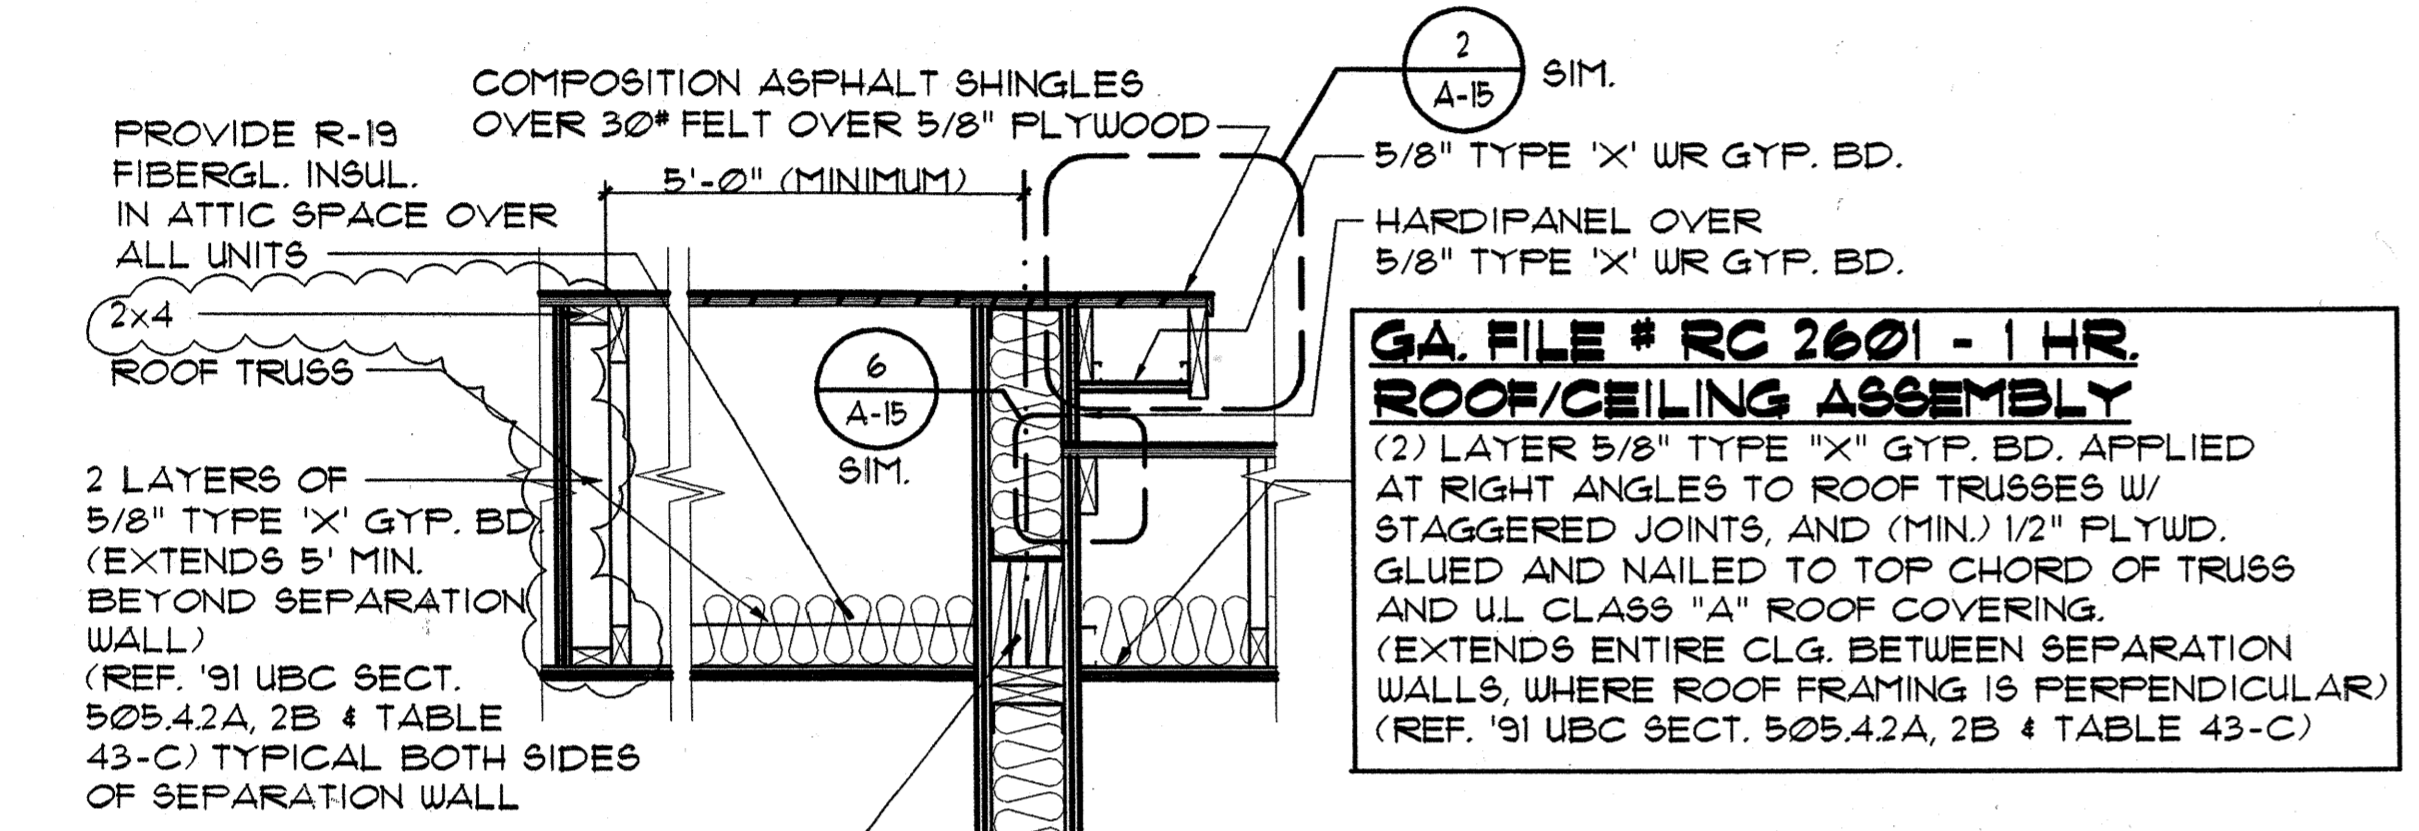 COMPOSITION ASPHALT SHINGLES
OVER 30# FELT OVER 5/8" PLYWOOD
2
A-15
SIM.
PROVIDE R-19
FIBERGL. INSUL.
IN ATTIC SPACE OVER
ALL UNITS
5'-0" (MINIMUM)
5/8" TYPE 'X' WR GYP. BD.
HARDIPANEL OVER
5/8" TYPE 'X' WR GYP. BD.
2x4
ROOF TRUSS
6
A-15
SIM.
2 LAYERS OF
5/8" TYPE 'X' GYP. BD
(EXTENDS 5' MIN.
BEYOND SEPARATION
WALL)
(REF. '91 UBC SECT.
505.4.2A, 2B & TABLE
43-C) TYPICAL BOTH SIDES
OF SEPARATION WALL
GA. FILE # RC 2601 - 1 HR.
ROOF/CEILING ASSEMBLY
(2) LAYER 5/8" TYPE "X" GYP. BD. APPLIED
AT RIGHT ANGLES TO ROOF TRUSSES W/
STAGGERED JOINTS, AND (MIN.) 1/2" PLYWD.
GLUED AND NAILED TO TOP CHORD OF TRUSS
AND U.L CLASS "A" ROOF COVERING.
(EXTENDS ENTIRE CLG. BETWEEN SEPARATION
WALLS, WHERE ROOF FRAMING IS PERPENDICULAR)
(REF. '91 UBC SECT. 505.4.2A, 2B & TABLE 43-C)